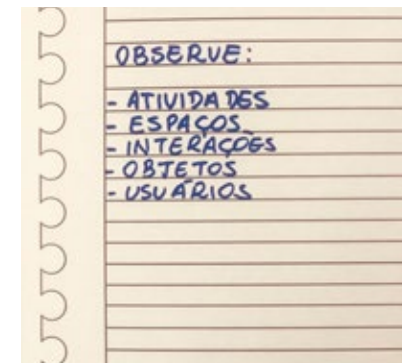 OBSERVE:
- ATIVIDADES
- ESPAÇOS
- INTERAÇÕES
- OBJETOS
- USUÁRIOS